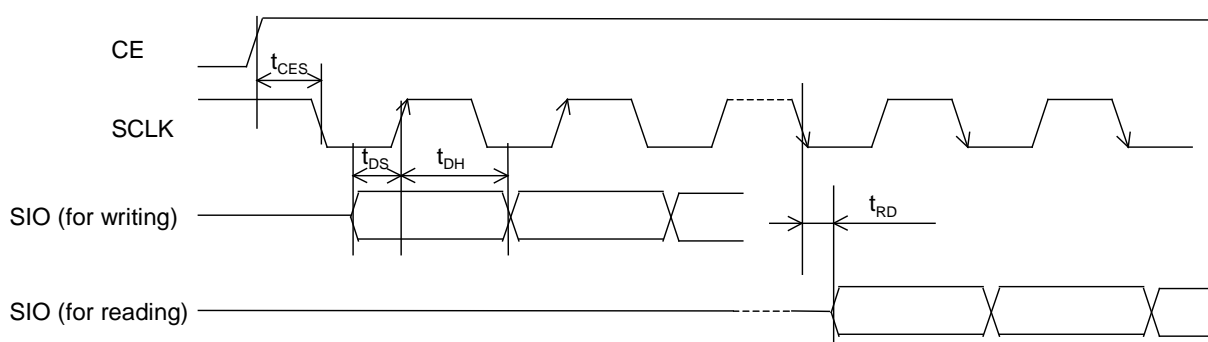 CE
tCES
SCLK
tDS
tDH
SIO (for writing)
tRD
SIO (for reading)